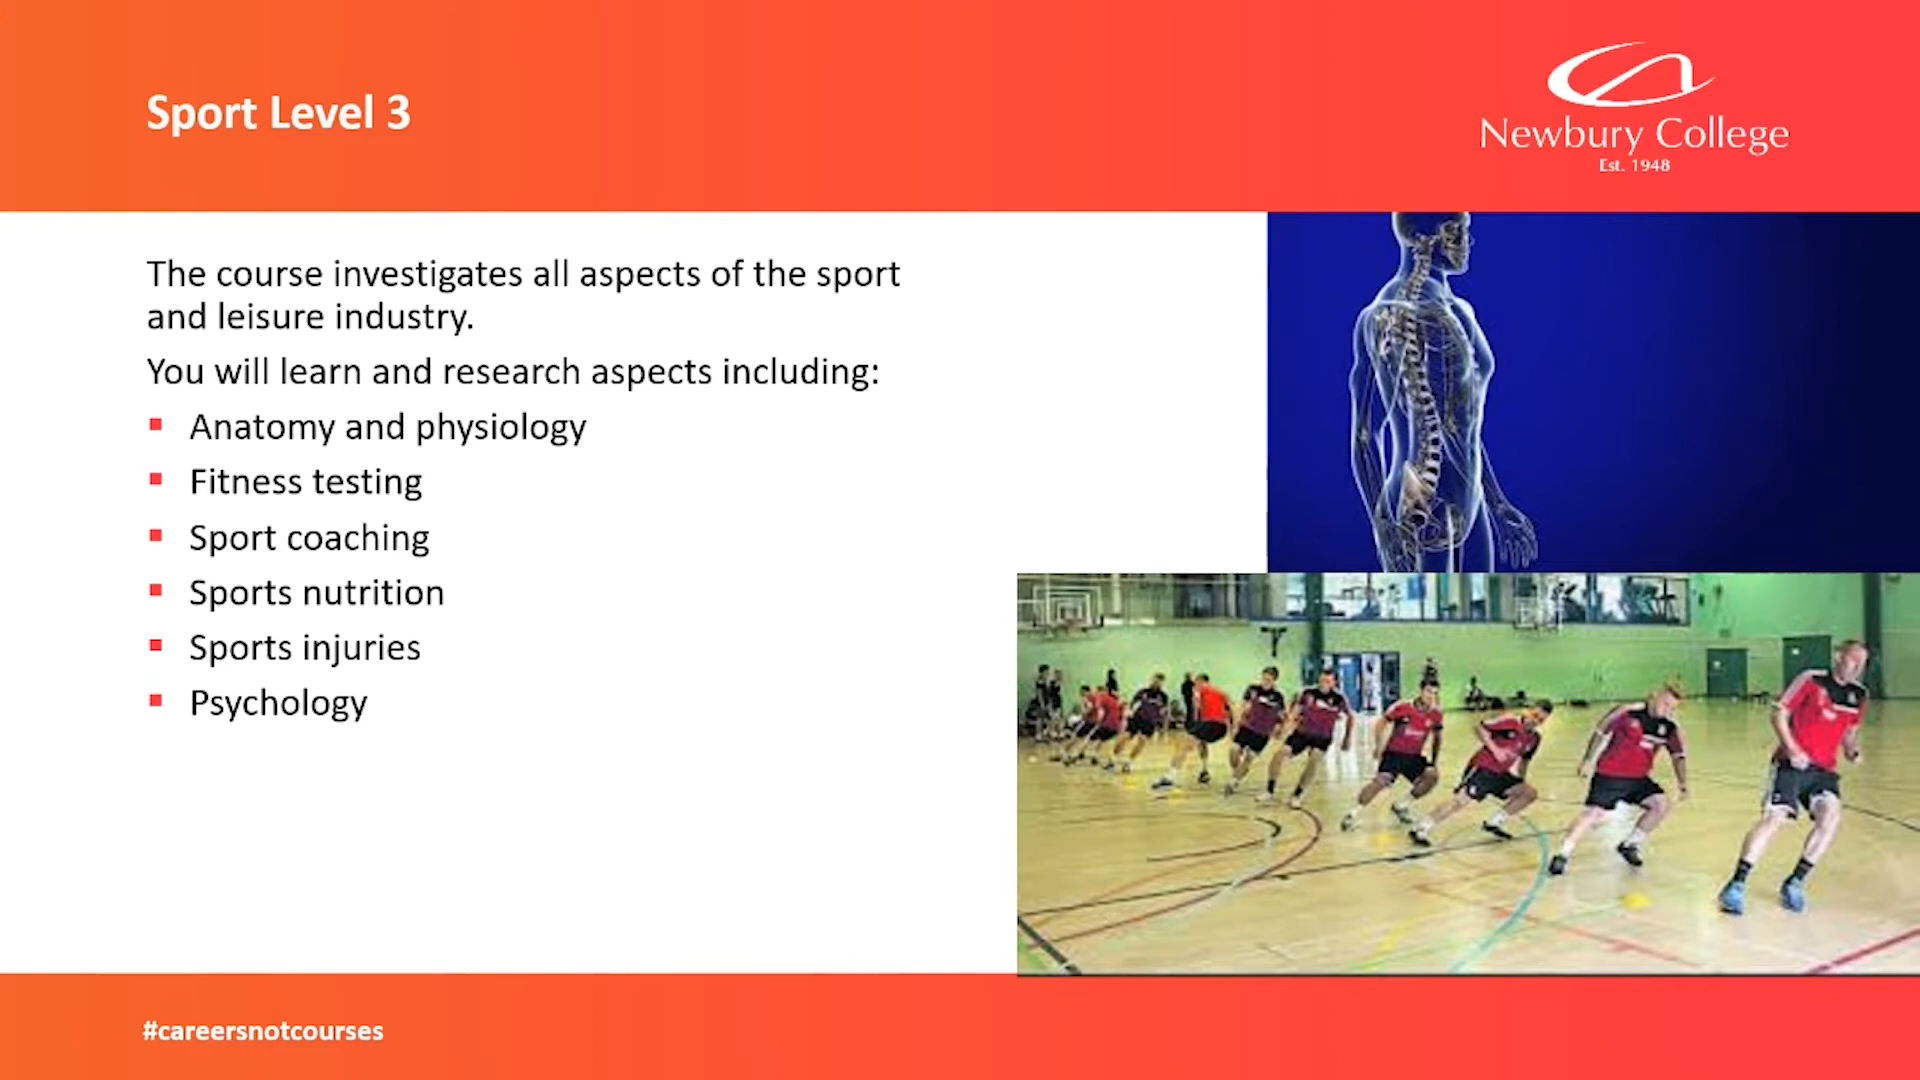 Sport Level 3
Newbury College
Est. 1948
The course investigates all aspects of the sport
and leisure industry.
You will learn and research aspects including:
Anatomy and physiology
Fitness testing
Sport coaching
Sports nutrition
Sports injuries
Psychology
#careersnotcourses